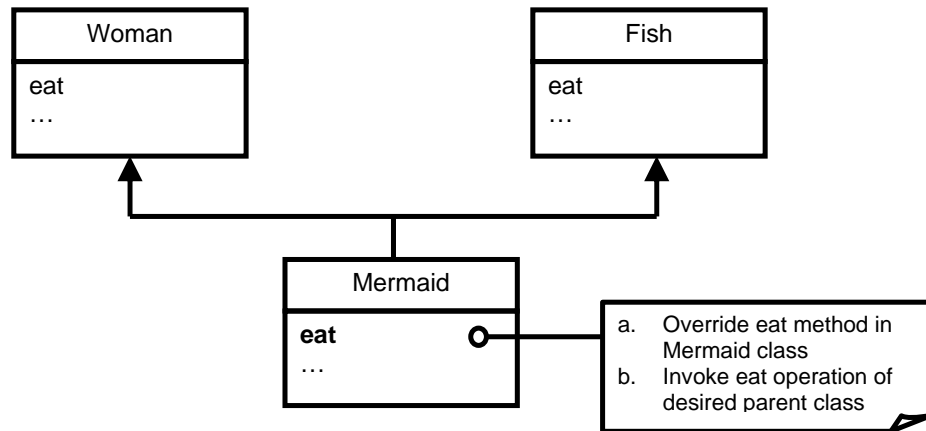 Woman
eat
…
Fish
eat
…
Mermaid
eat
…
a. Override eat method in
Mermaid class
b. Invoke eat operation of
desired parent class